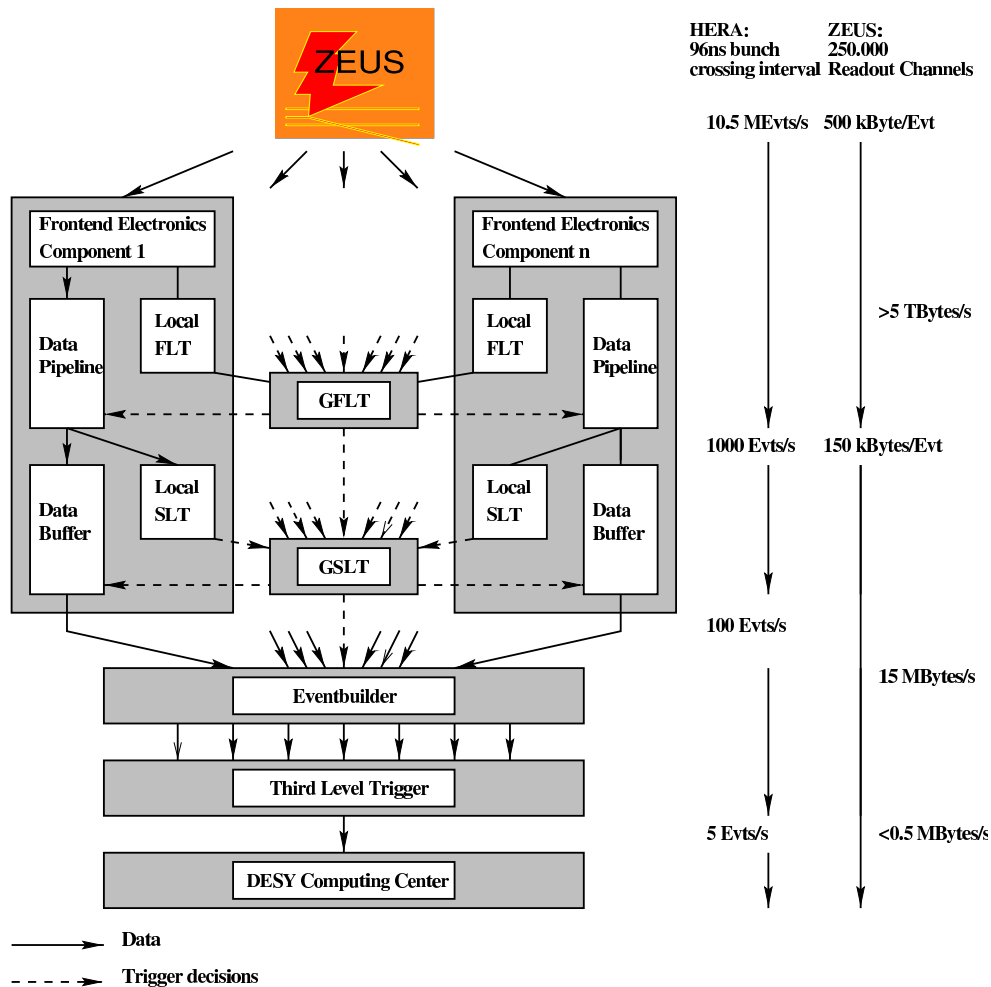 ZEUS
HERA:
96ns bunch
crossing interval
ZEUS:
250.000
Readout Channels
10.5 MEvts/s
500 kByte/Evt
Frontend Electronics
Component 1
Frontend Electronics
Component n
Data
Pipeline
Local
FLT
Local
FLT
Data
Pipeline
>5 TBytes/s
GFLT
1000 Evts/s
150 kBytes/Evt
Data
Buffer
Local
SLT
Local
SLT
Data
Buffer
GSLT
100 Evts/s
Eventbuilder
15 MBytes/s
Third Level Trigger
5 Evts/s
<0.5 MBytes/s
DESY Computing Center
Data
Trigger decisions